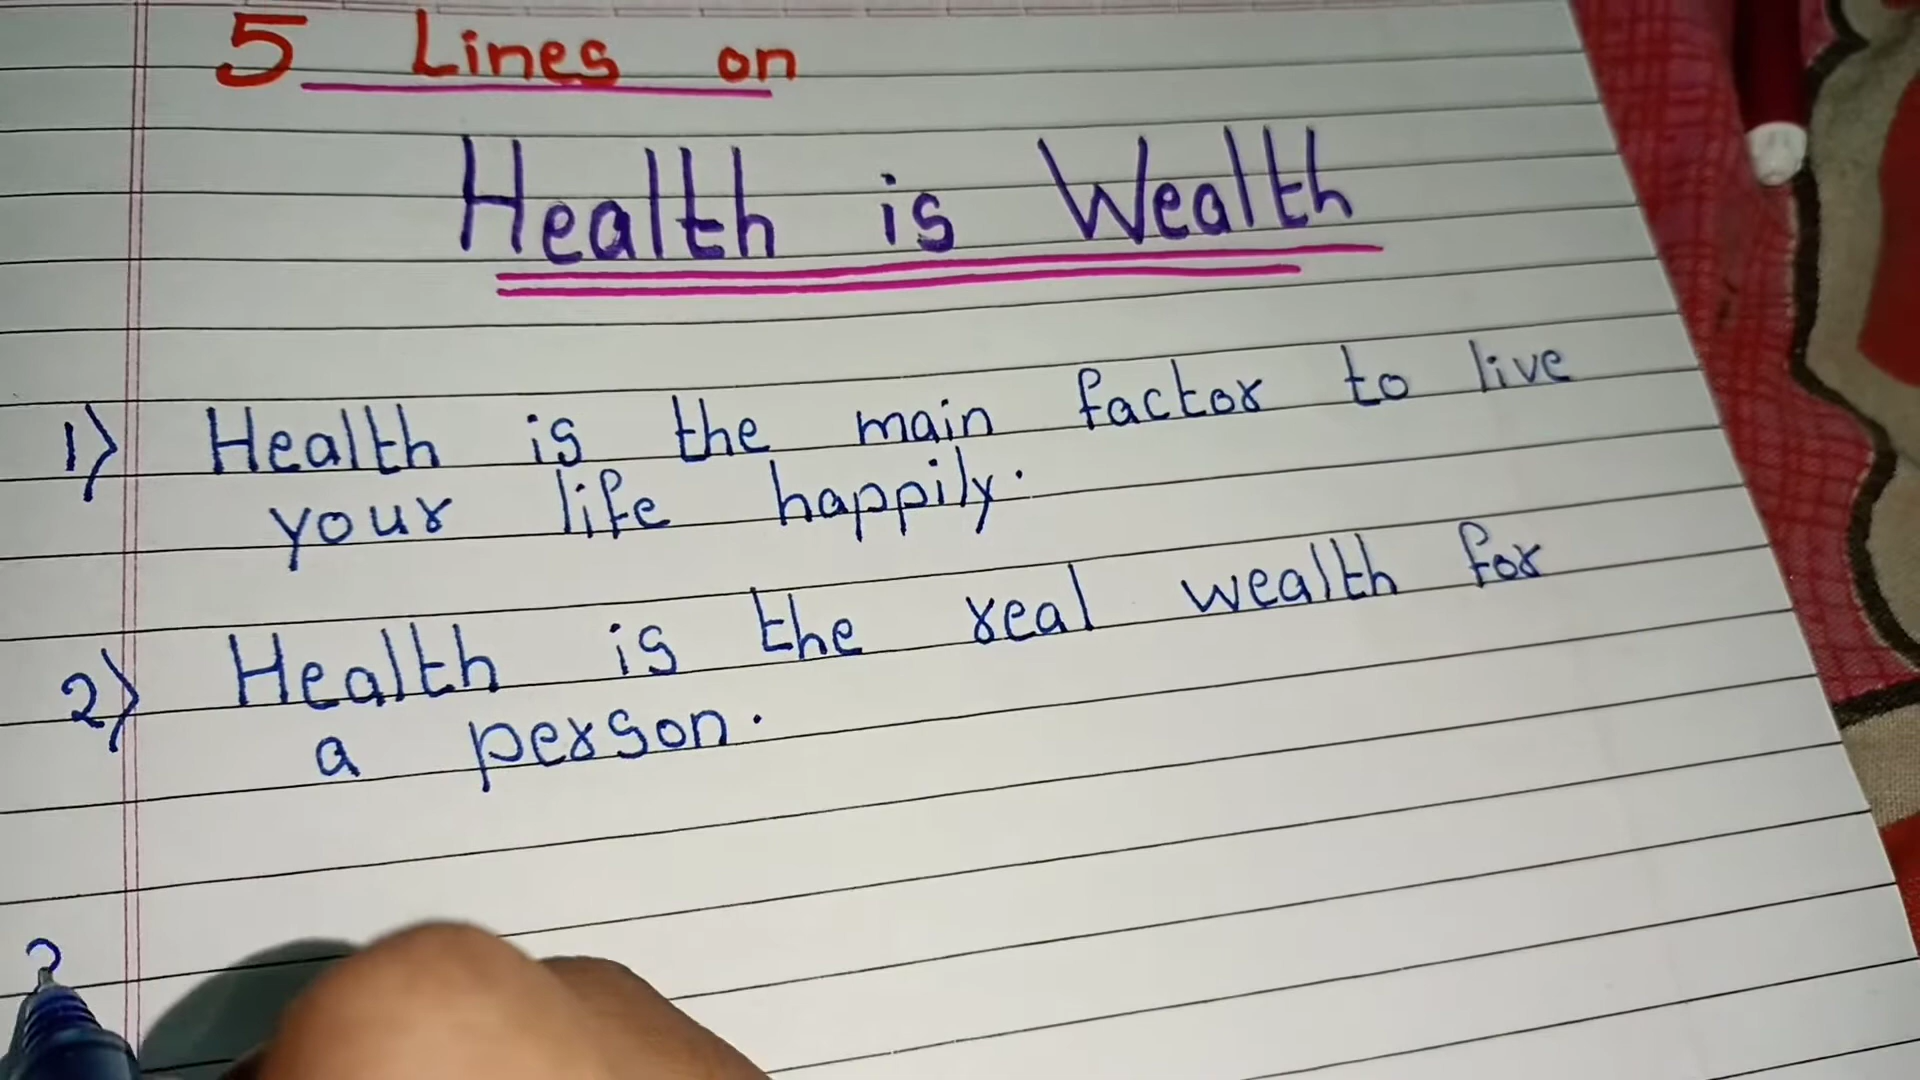 5 Lines on
Health is Wealth
1) Health is the main factor to live
your life happily.
2) Health is the real wealth for
a person.